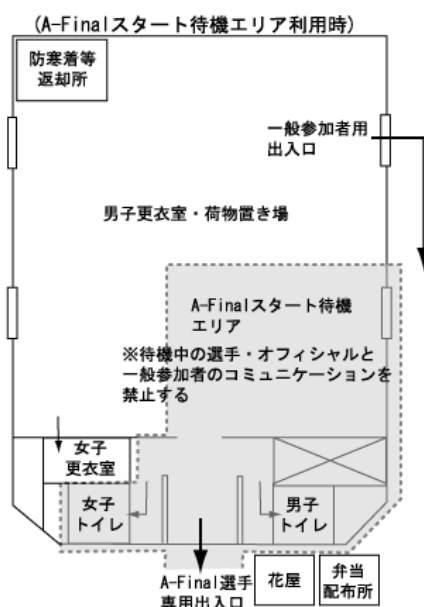 (A-Finalスタート待機エリア利用時)
防寒着等
返却所
一般参加者用
出入口
男子更衣室・荷物置き場
A-Finalスタート待機
エリア
※待機中の選手・オフィシャルと
一般参加者のコミュニケーションを
禁止する
女子
更衣室
女子
トイレ
男子
トイレ
A-Final選手
専用出入口
花屋
弁当
配布所